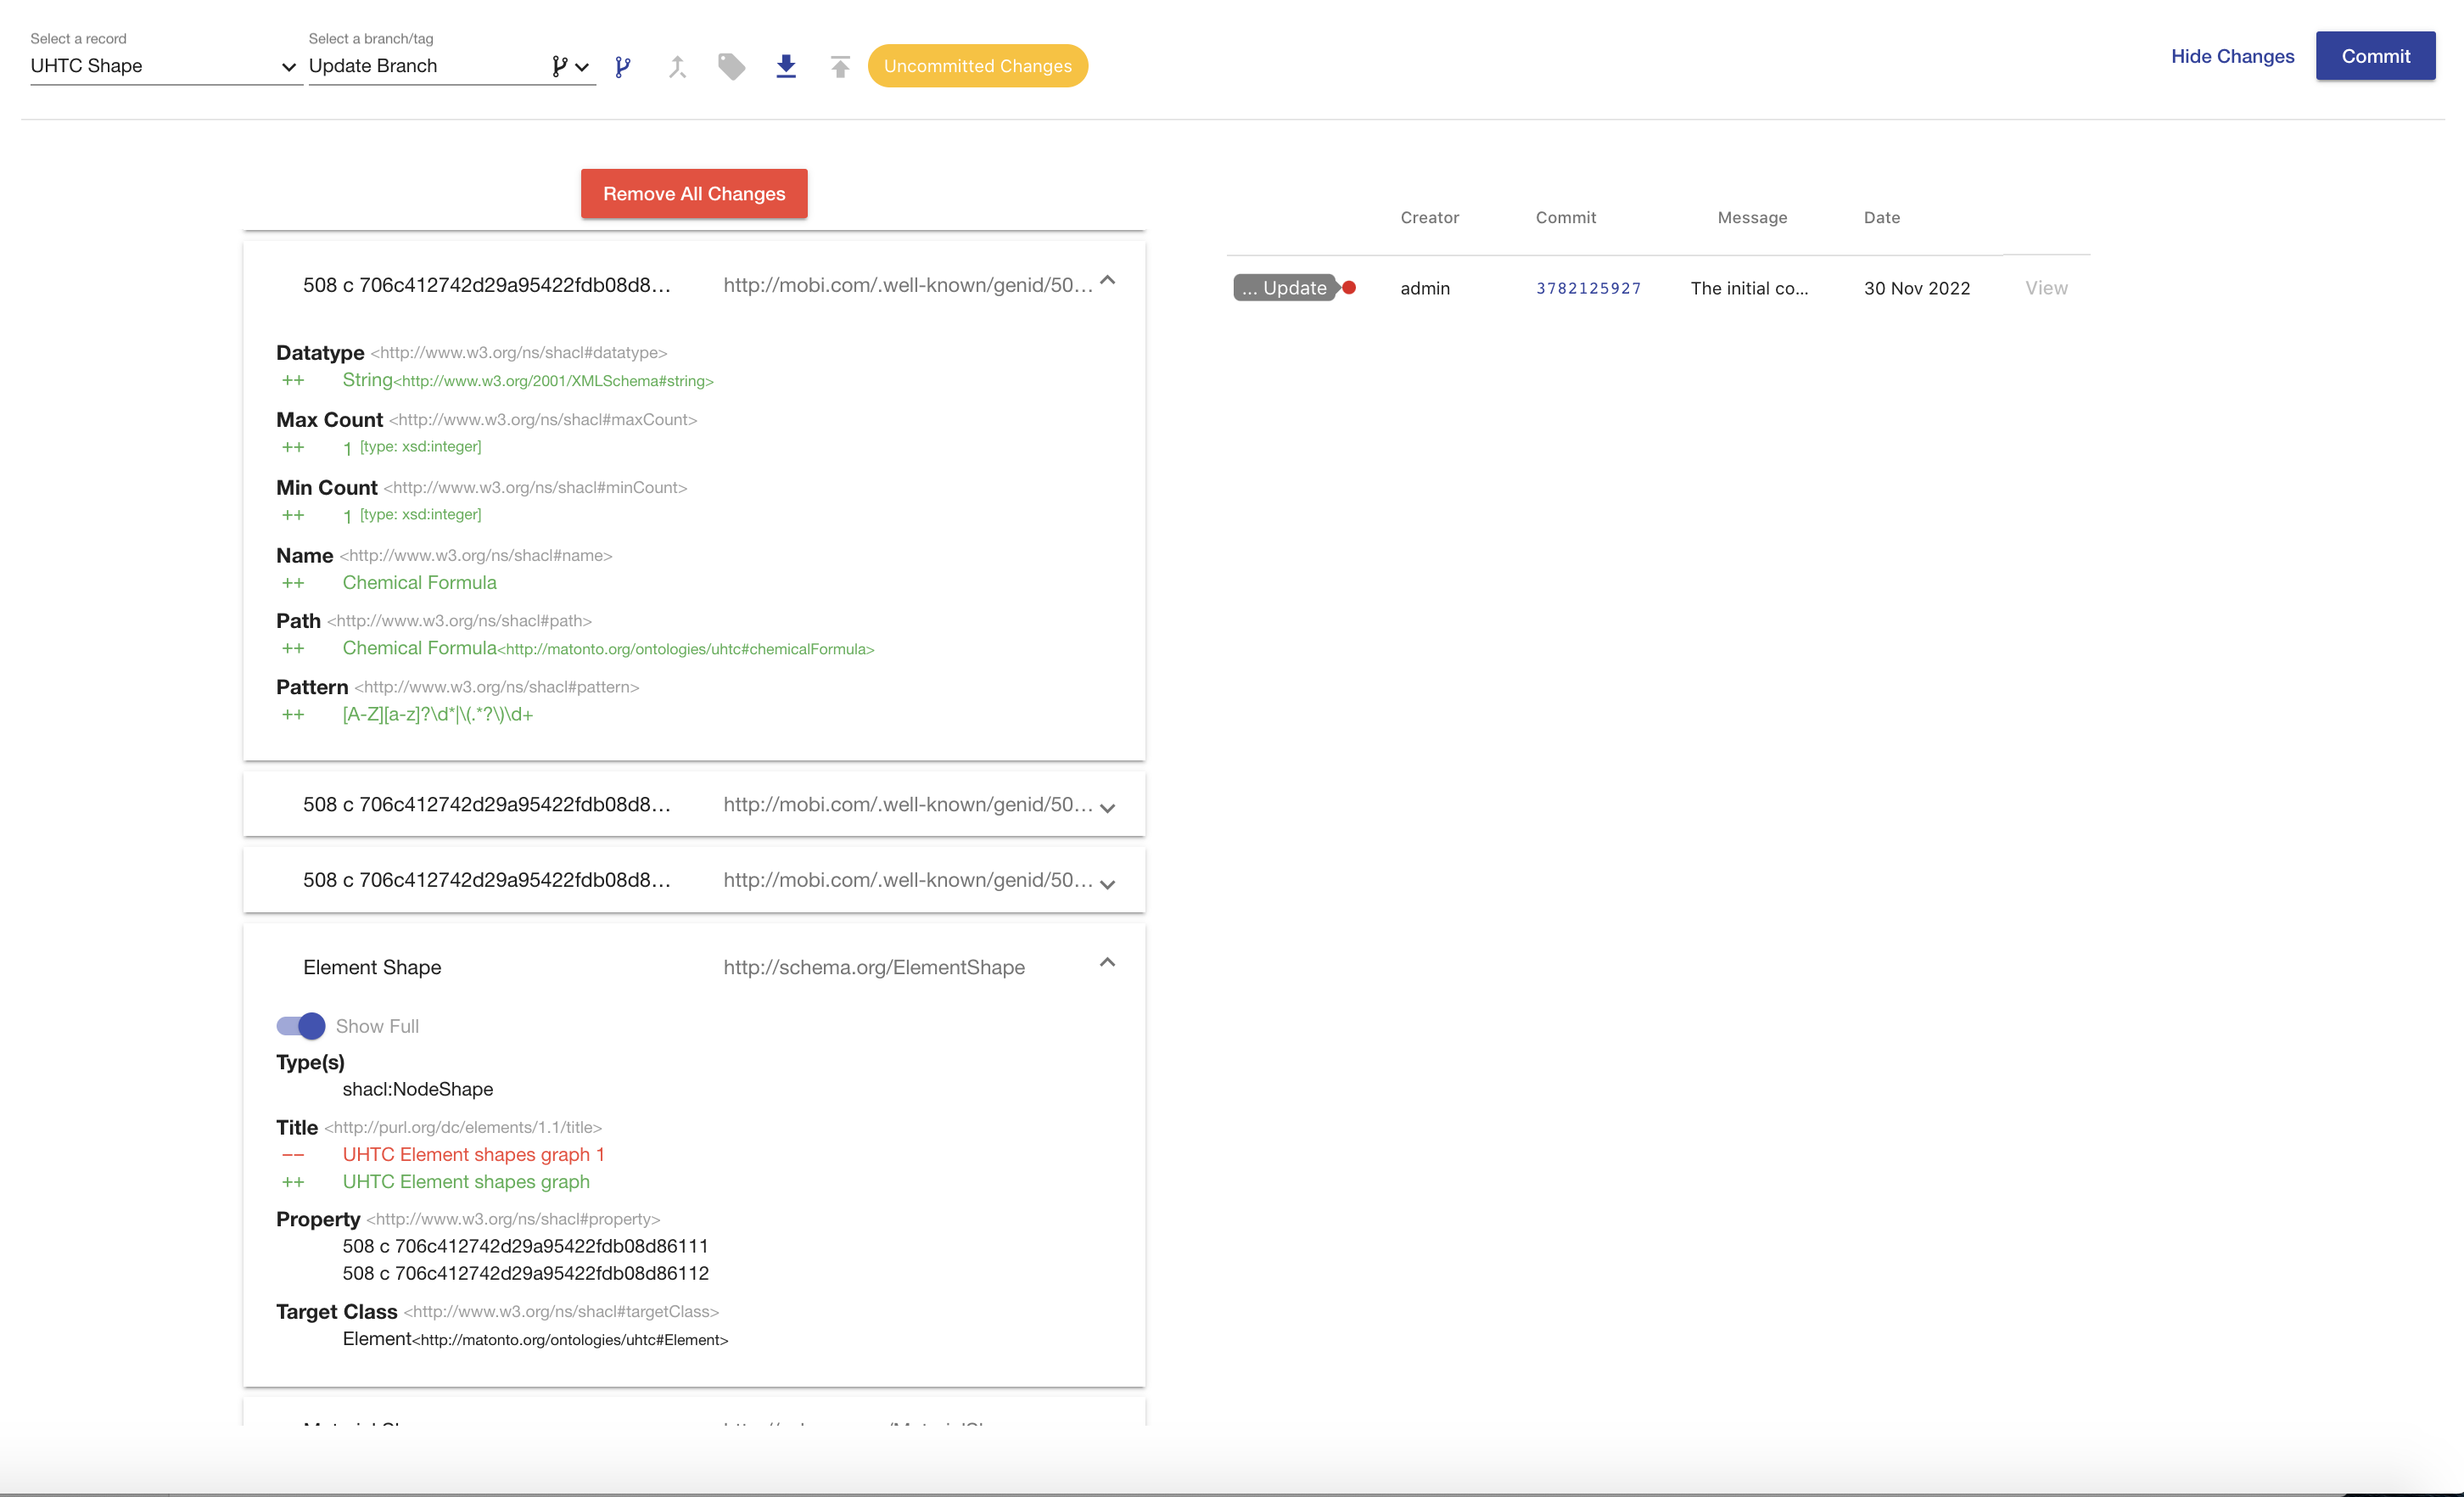 Select a record
UHTC Shape
Select a branch/tag
Update Branch
Uncommitted Changes
Hide Changes
Commit
Remove All Changes
508 c 706c412742d29a95422fdb08d8...
http://mobi.com/.well-known/genid/50...
Datatype <http://www.w3.org/ns/shacl#datatype>
++ String<http://www.w3.org/2001/XMLSchema#string>
Max Count <http://www.w3.org/ns/shacl#maxCount>
++ 1 [type: xsd:integer]
Min Count <http://www.w3.org/ns/shacl#minCount>
++ 1 [type: xsd:integer]
Name <http://www.w3.org/ns/shacl#name>
++ Chemical Formula
Path <http://www.w3.org/ns/shacl#path>
++ Chemical Formula<http://matonto.org/ontologies/uhtc#chemicalFormula>
Pattern <http://www.w3.org/ns/shacl#pattern>
++ [A-Z][a-z]?\d*|\(.*?\)\d+
508 c 706c412742d29a95422fdb08d8...
http://mobi.com/.well-known/genid/50...
508 c 706c412742d29a95422fdb08d8...
http://mobi.com/.well-known/genid/50...
Element Shape
http://schema.org/ElementShape
Show Full
Type(s)
shacl:NodeShape
Title <http://purl.org/dc/elements/1.1/title>
−− UHTC Element shapes graph 1
++ UHTC Element shapes graph
Property <http://www.w3.org/ns/shacl#property>
508 c 706c412742d29a95422fdb08d86111
508 c 706c412742d29a95422fdb08d86112
Target Class <http://www.w3.org/ns/shacl#targetClass>
Element<http://matonto.org/ontologies/uhtc#Element>
Creator Commit Message Date
... Update admin 3782125927 The initial co... 30 Nov 2022 View